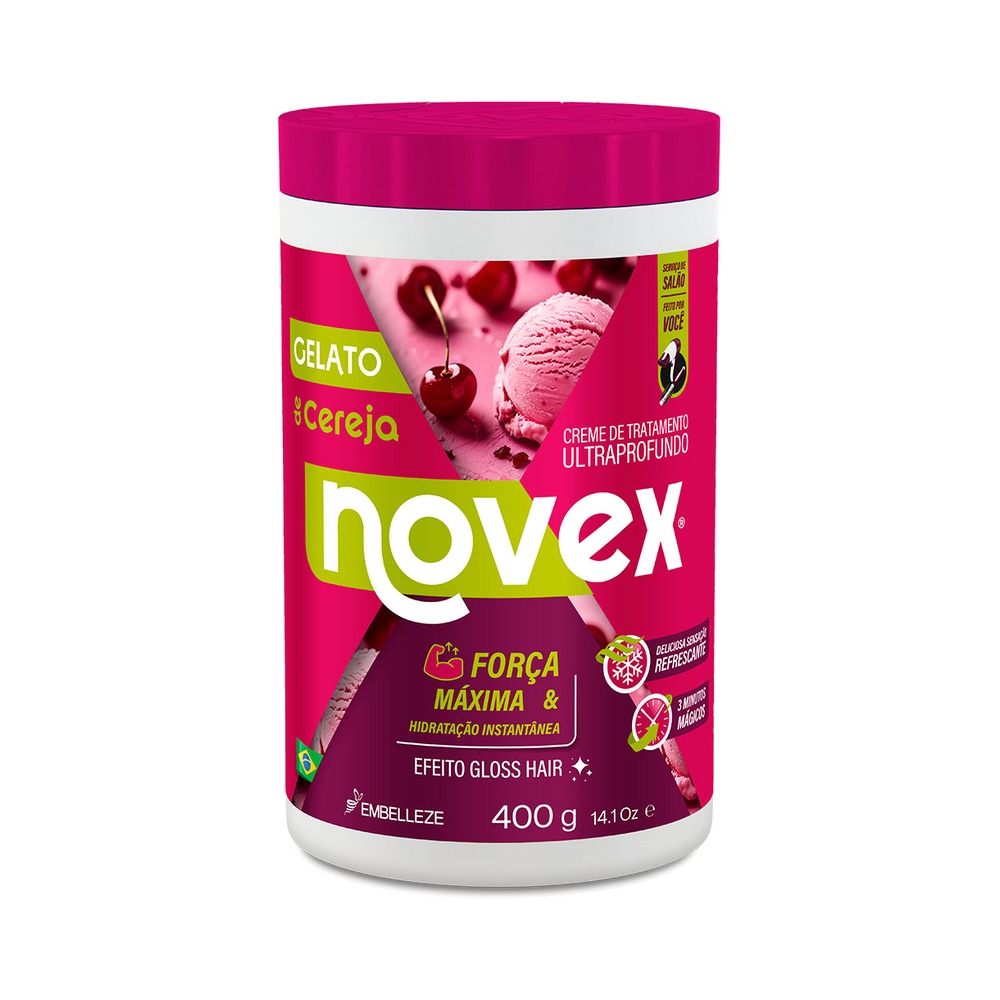 SERVIÇO DE
SALÃO
FEITO POR
VOCÊ
GELATO
de Cereja
CREME DE TRATAMENTO
ULTRAPROFUNDO
novex®
FORÇA
MÁXIMA &
HIDRATAÇÃO INSTANTÂNEA
EFEITO GLOSS HAIR
DELICIOSA SENSAÇÃO
REFRESCANTE
3 MINUTOS
MÁGICOS
EMBELLEZE
400 g 14.1 Oz ℮